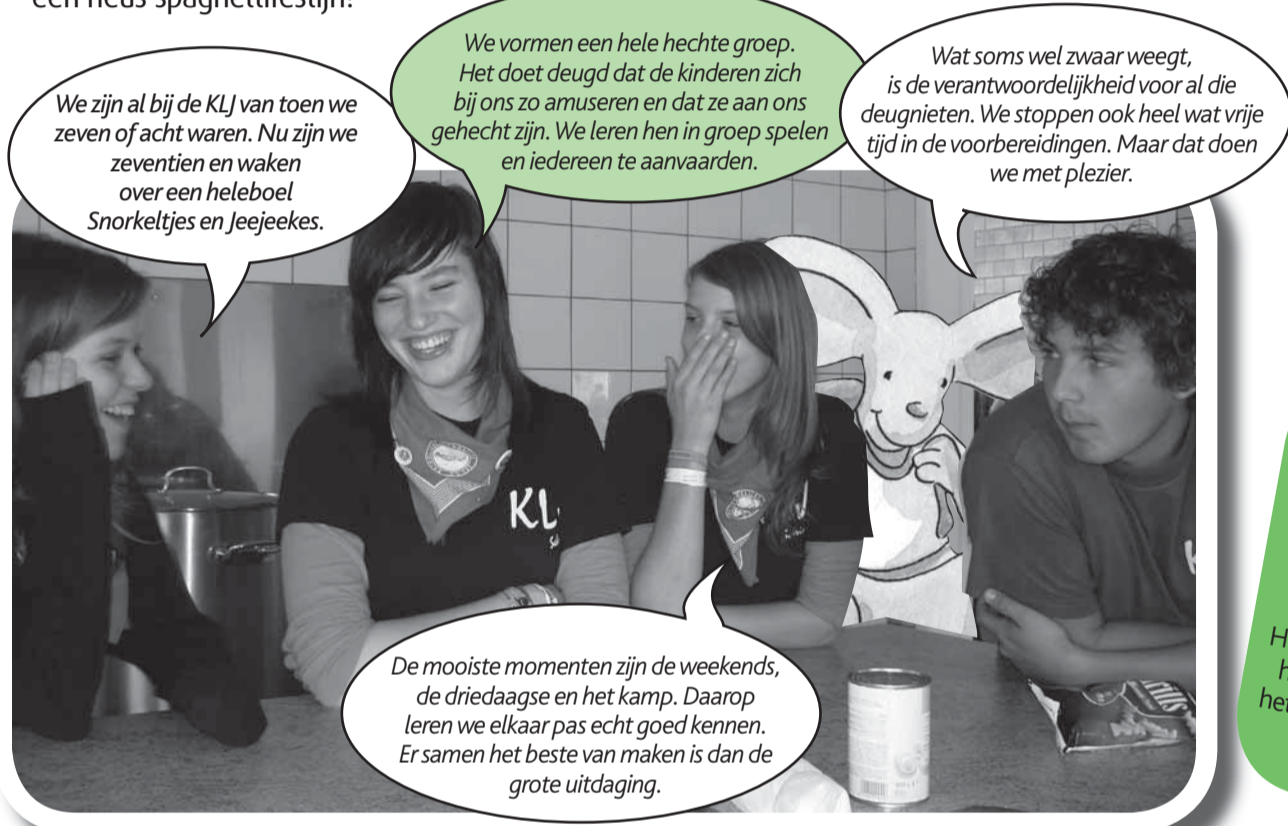 een heus spaghettifestijn!
We zijn al bij de KLJ van toen we
zeven of acht waren. Nu zijn we
zeventien en waken
over een heleboel
Snorkeltjes en Jeejeekes.
We vormen een hele hechte groep.
Het doet deugd dat de kinderen zich
bij ons zo amuseren en dat ze aan ons
gehecht zijn. We leren hen in groep spelen
en iedereen te aanvaarden.
Wat soms wel zwaar weegt,
is de verantwoordelijkheid voor al die
deugnieten. We stoppen ook heel wat vrije
tijd in de voorbereidingen. Maar dat doen
we met plezier.
De mooiste momenten zijn de weekends,
de driedaagse en het kamp. Daarop
leren we elkaar pas echt goed kennen.
Er samen het beste van maken is dan de
grote uitdaging.
KL
het